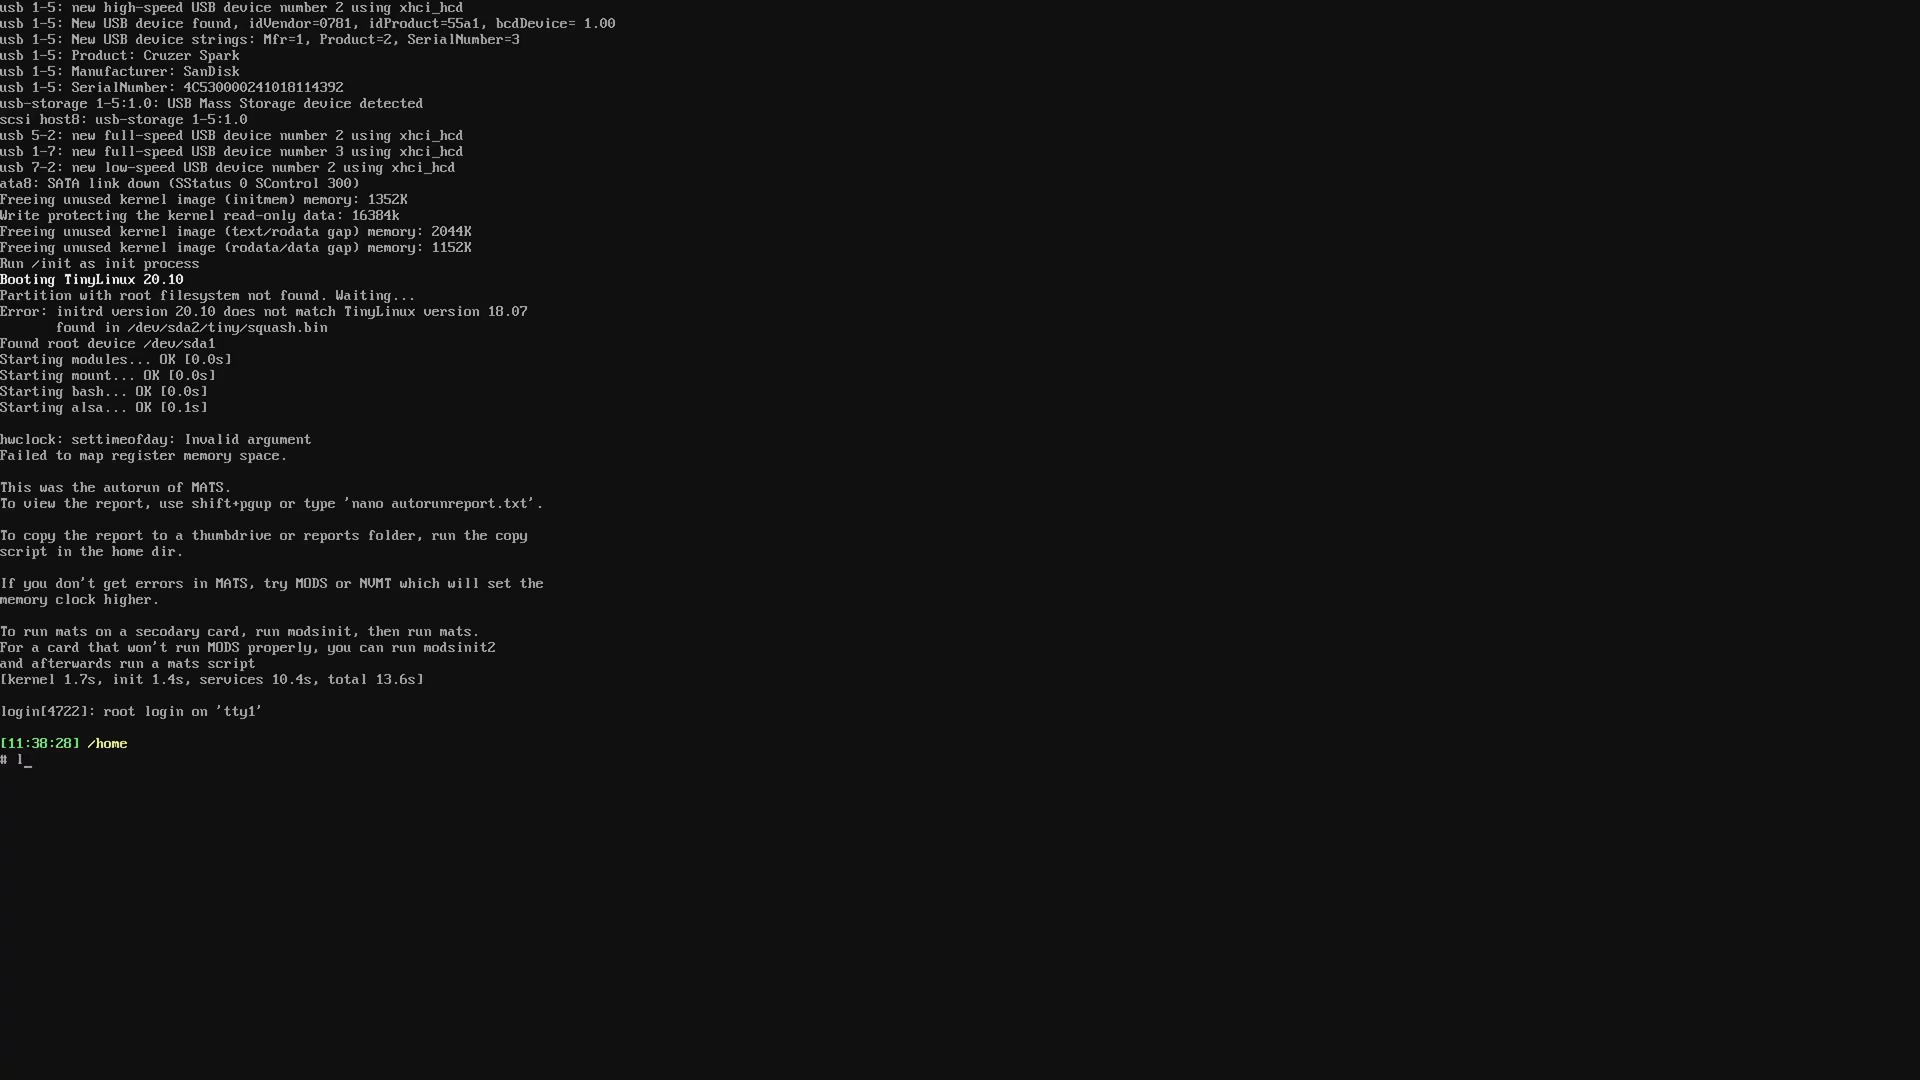 usb 1-5: new high-speed USB device number 2 using xhci_hcd
usb 1-5: New USB device found, idVendor=0781, idProduct=55a1, bcdDevice= 1.00
usb 1-5: New USB device strings: Mfr=1, Product=2, SerialNumber=3
usb 1-5: Product: Cruzer Spark
usb 1-5: Manufacturer: SanDisk
usb 1-5: SerialNumber: 4C530000241018114392
usb-storage 1-5:1.0: USB Mass Storage device detected
scsi host8: usb-storage 1-5:1.0
usb 5-2: new full-speed USB device number 2 using xhci_hcd
usb 1-7: new full-speed USB device number 3 using xhci_hcd
usb 7-2: new low-speed USB device number 2 using xhci_hcd
ata8: SATA link down (SStatus 0 SControl 300)
Freeing unused kernel image (initmem) memory: 1352K
Write protecting the kernel read-only data: 16384k
Freeing unused kernel image (text/rodata gap) memory: 2044K
Freeing unused kernel image (rodata/data gap) memory: 1152K
Run /init as init process
Booting TinyLinux 20.10
Partition with root filesystem not found. Waiting...
Error: initrd version 20.10 does not match TinyLinux version 18.07
found in /dev/sda2/tiny/squash.bin
Found root device /dev/sda1
Starting modules... OK [0.0s]
Starting mount... OK [0.0s]
Starting bash... OK [0.0s]
Starting alsa... OK [0.1s]
hwclock: settimeofday: Invalid argument
Failed to map register memory space.
This was the autorun of MATS.
To view the report, use shift+pgup or type 'nano autorunreport.txt'.
To copy the report to a thumbdrive or reports folder, run the copy
script in the home dir.
If you don't get errors in MATS, try MODS or NVMT which will set the
memory clock higher.
To run mats on a secodary card, run modsinit, then run mats.
For a card that won't run MODS properly, you can run modsinit2
and afterwards run a mats script
[kernel 1.7s, init 1.4s, services 10.4s, total 13.6s]
login[4722]: root login on 'tty1'
[11:38:28] /home
# l_